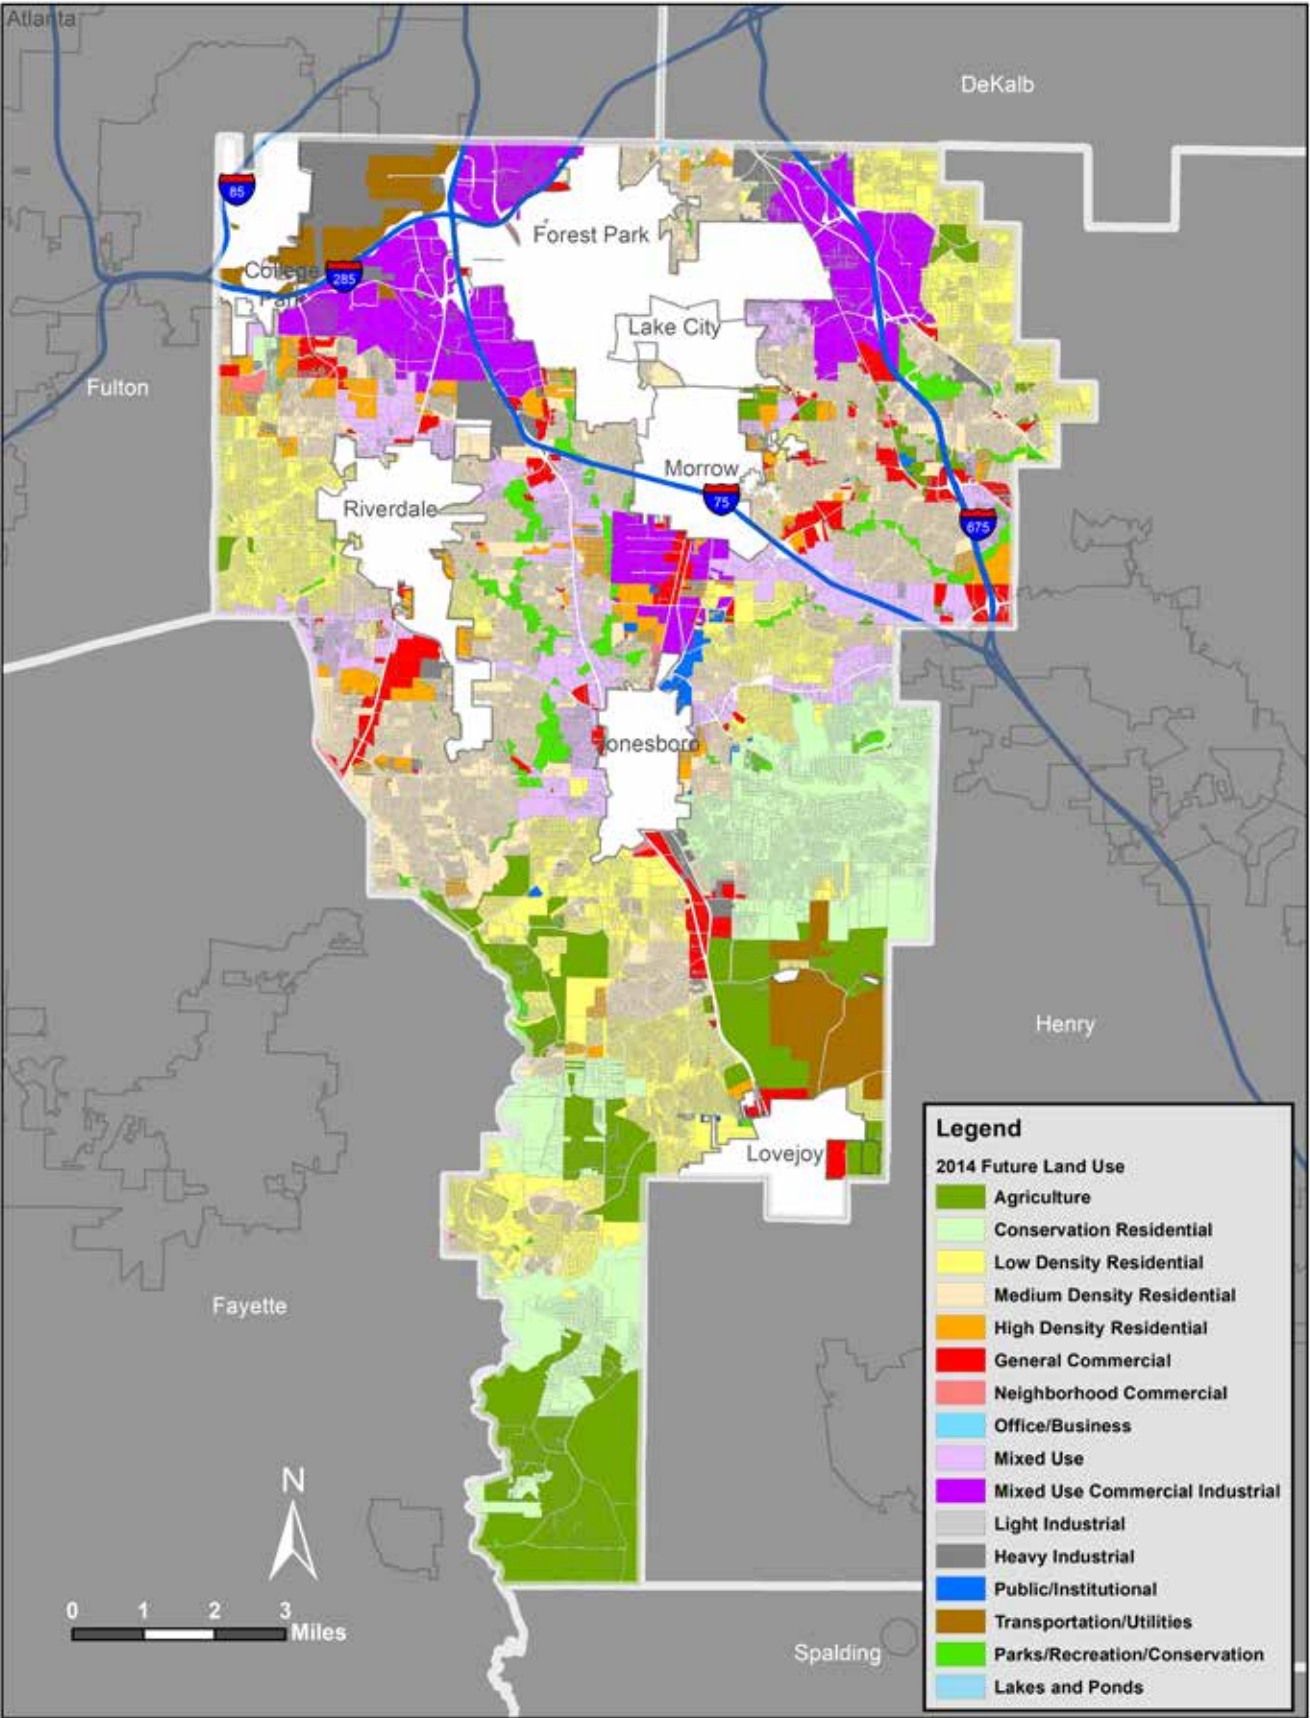 Atlanta
DeKalb
85
Forest Park
College
Park
285
Lake City
Fulton
Morrow
75
Riverdale
675
Jonesboro
Henry
Lovejoy
Fayette
Spalding
N
0 1 2 3
Miles
Legend
2014 Future Land Use
Agriculture
Conservation Residential
Low Density Residential
Medium Density Residential
High Density Residential
General Commercial
Neighborhood Commercial
Office/Business
Mixed Use
Mixed Use Commercial Industrial
Light Industrial
Heavy Industrial
Public/Institutional
Transportation/Utilities
Parks/Recreation/Conservation
Lakes and Ponds